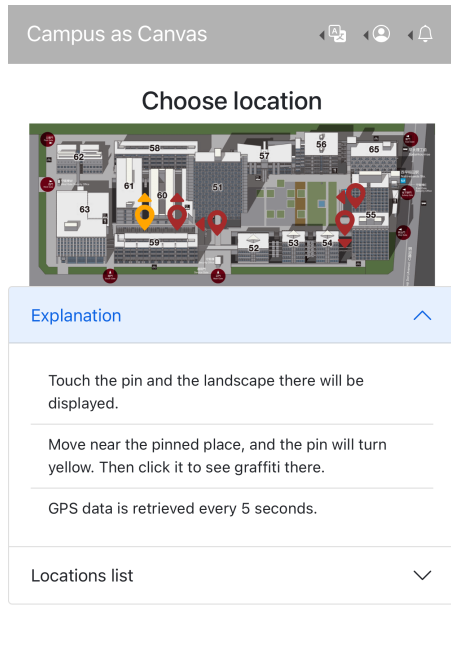 Campus as Canvas
Choose location
58
56
62
57
65
61
60
51
63
55
59
52
53
54
Explanation
Touch the pin and the landscape there will be
displayed.
Move near the pinned place, and the pin will turn
yellow. Then click it to see graffiti there.
GPS data is retrieved every 5 seconds.
Locations list